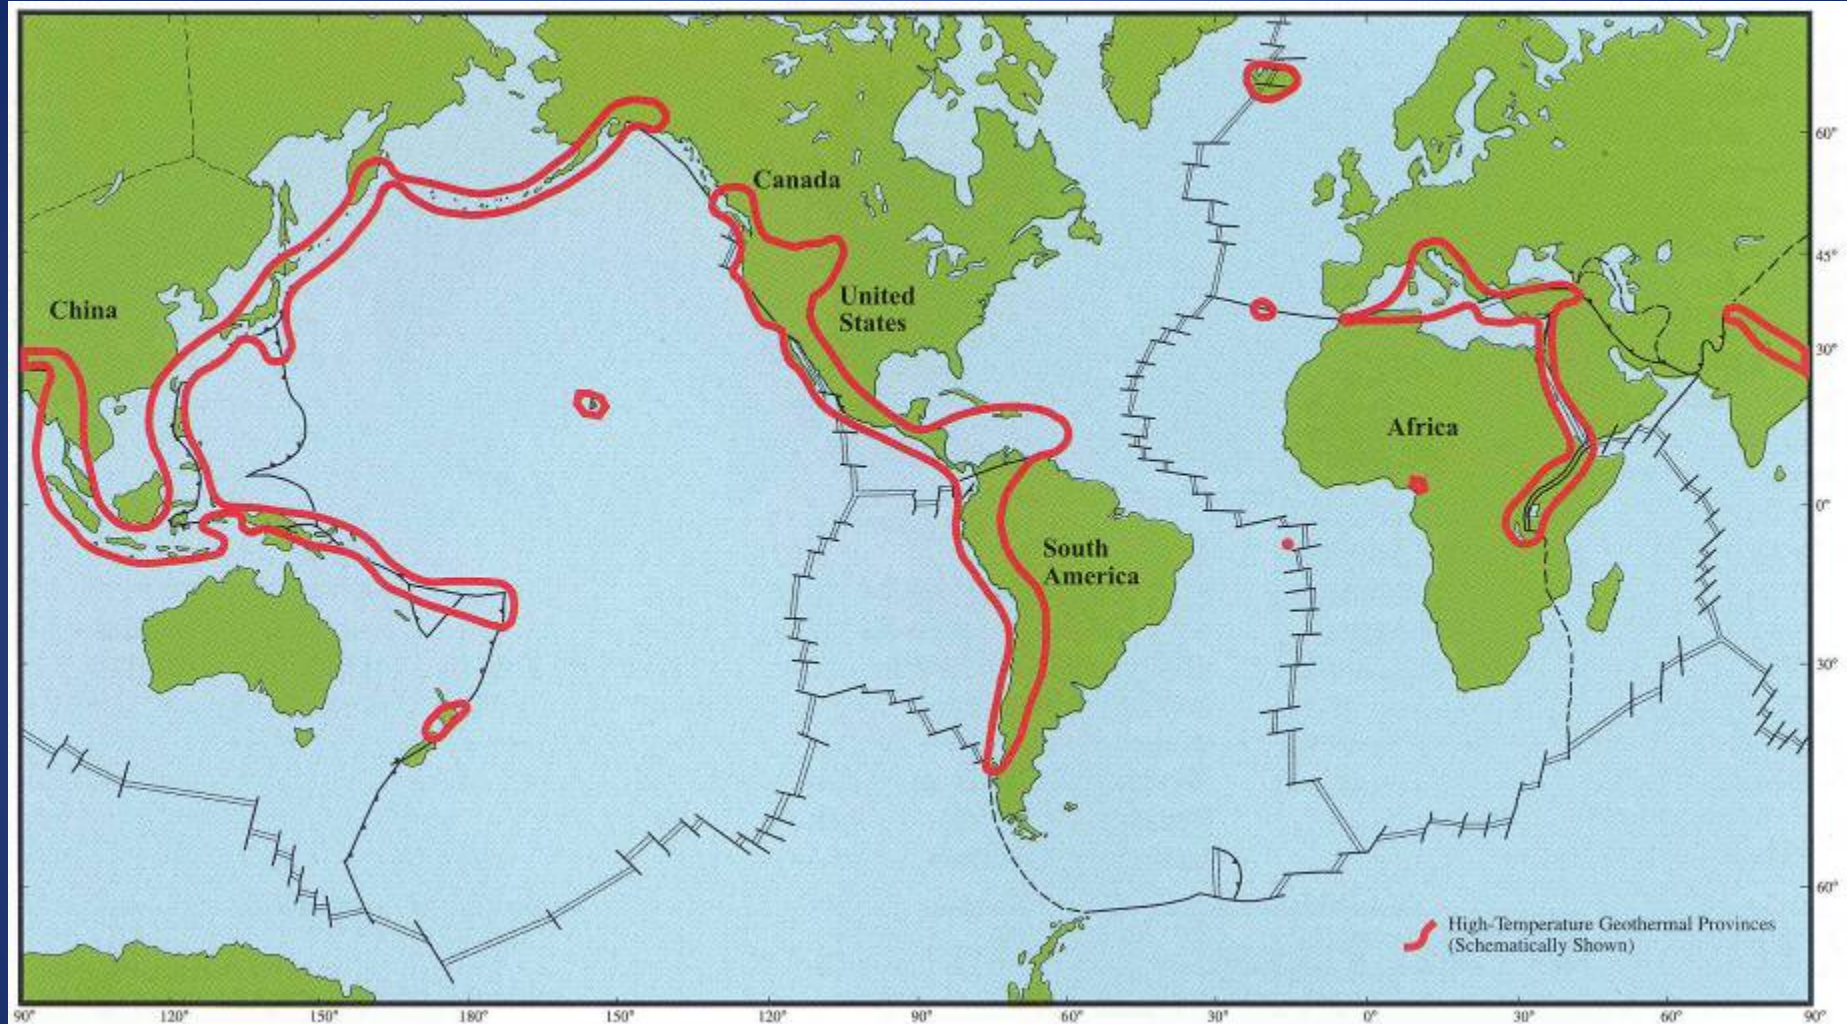 Canada
China
United
States
Africa
South
America
60°
45°
30°
0°
30°
60°
High-Temperature Geothermal Provinces
(Schematically Shown)
90° 120° 150° 180° 150° 120° 90° 60° 30° 0° 30° 60° 90°